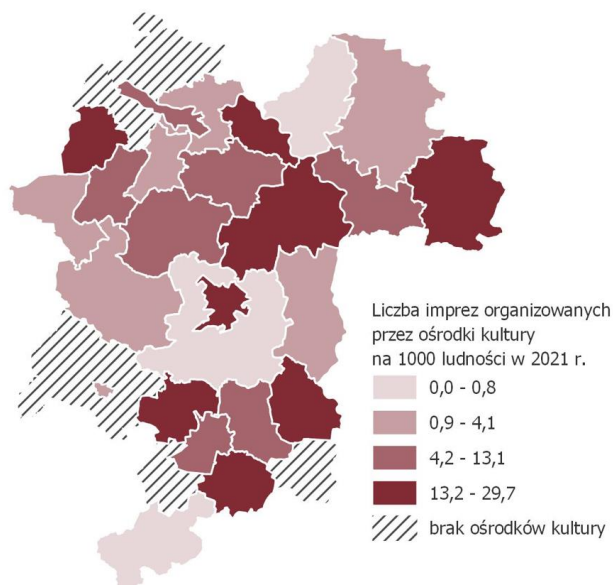 Liczba imprez organizowanych
przez ośrodki kultury
na 1000 ludności w 2021 r.
0,0 - 0,8
0,9 - 4,1
4,2 - 13,1
13,2 - 29,7
brak ośrodków kultury